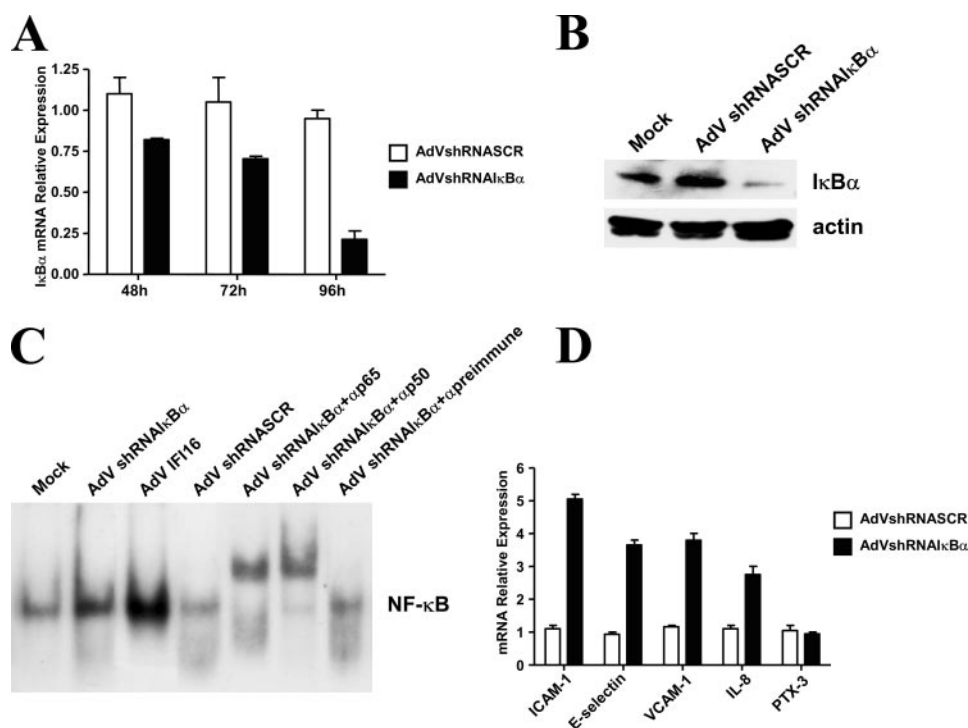 A
IκBα mRNA Relative Expression
1.25
1.00
0.75
0.50
0.25
0.00
48h
72h
96h
AdVshRNASCR
AdVshRNAIκBα
B
Mock
AdV shRNASCR
AdV shRNAIκBα
IκBα
actin
C
Mock
AdV shRNAIκBα
AdV IFI16
AdV shRNASCR
AdV shRNAIκBα+αp65
AdV shRNAIκBα+αp50
AdV shRNAIκBα+αpreimmune
NF-κB
D
mRNA Relative Expression
6
5
4
3
2
1
0
ICAM-1
E-selectin
VCAM-1
IL-8
PTX-3
AdVshRNASCR
AdVshRNAIκBα